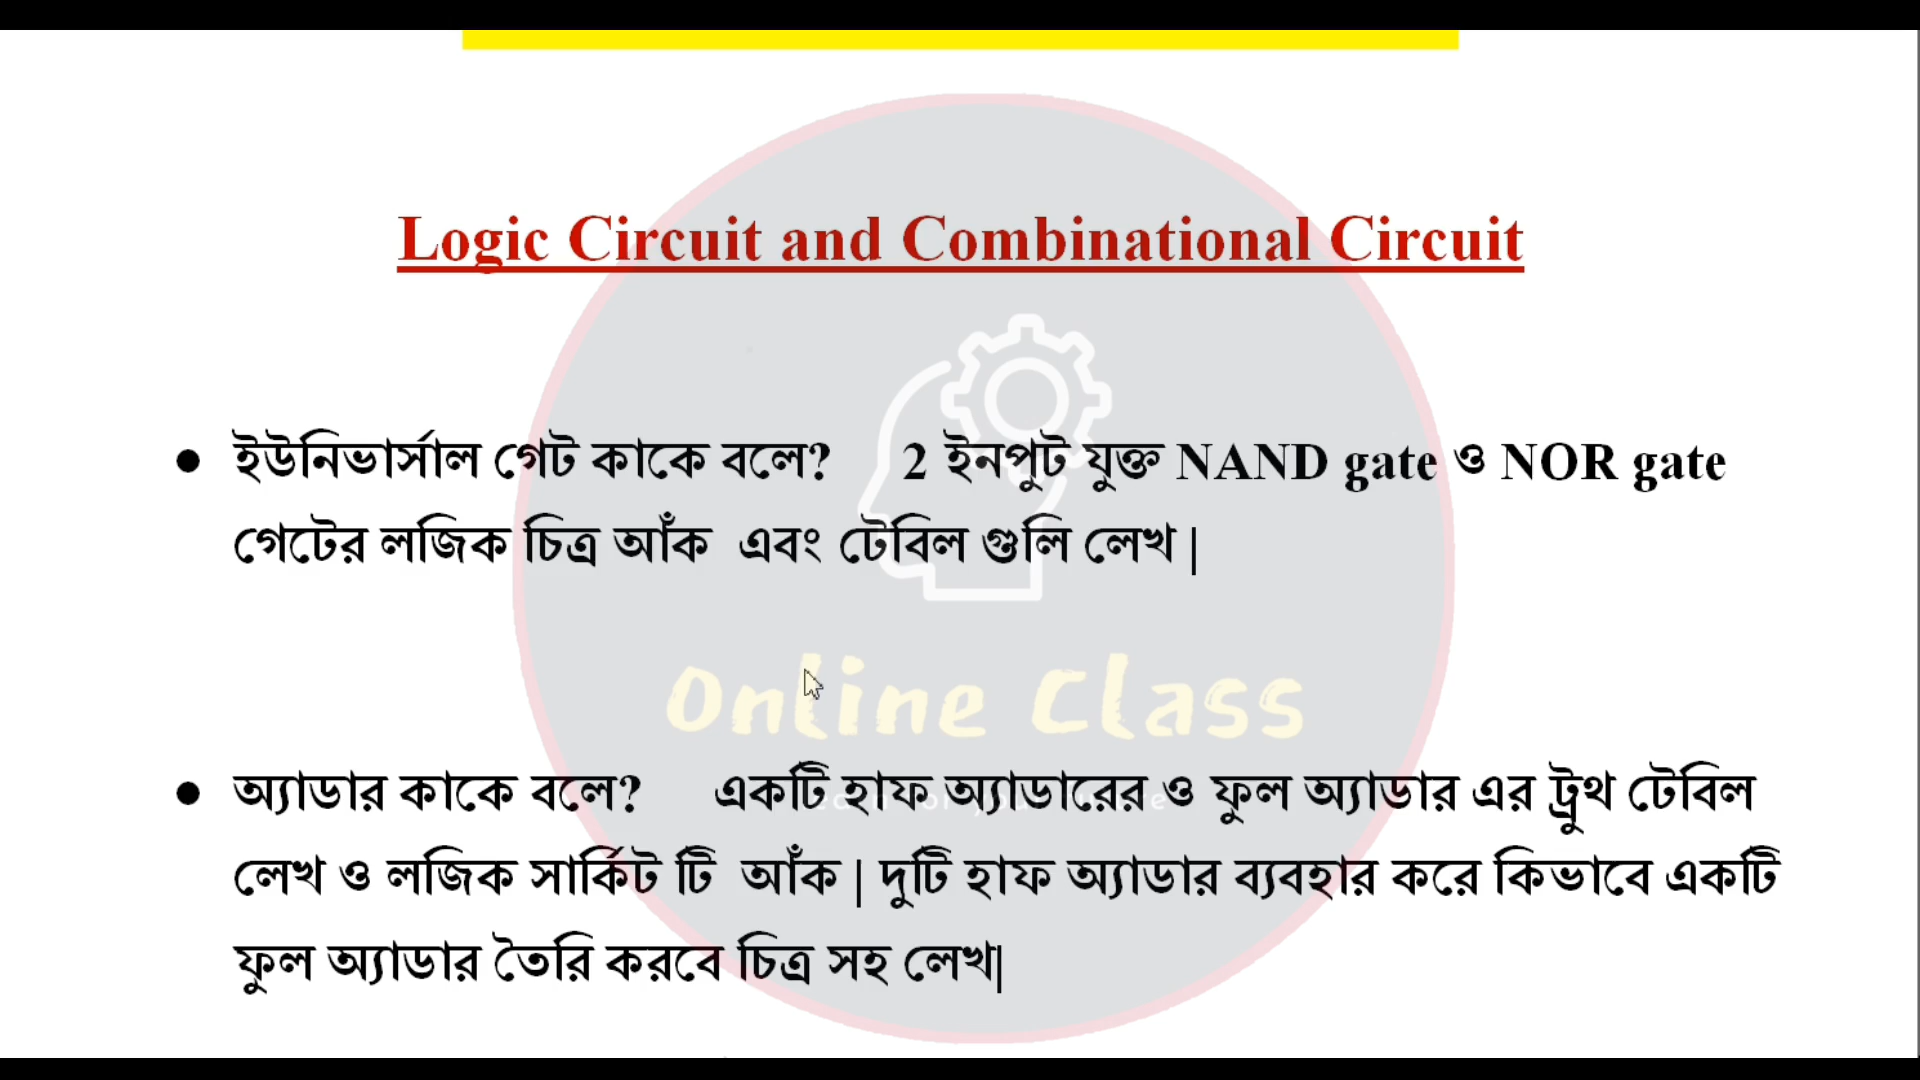 Logic Circuit and Combinational Circuit
● ইউনিভার্সাল গেট কাকে বলে? 2 ইনপুট যুক্ত NAND gate ও NOR gate
গেটের লজিক চিত্র আঁক এবং টেবিল গুলি লেখ |
Online Class
● অ্যাডার কাকে বলে? একটি হাফ অ্যাডারের ও ফুল অ্যাডার এর ট্রুথ টেবিল
লেখ ও লজিক সার্কিট টি আঁক | দুটি হাফ অ্যাডার ব্যবহার করে কিভাবে একটি
ফুল অ্যাডার তৈরি করবে চিত্র সহ লেখ|